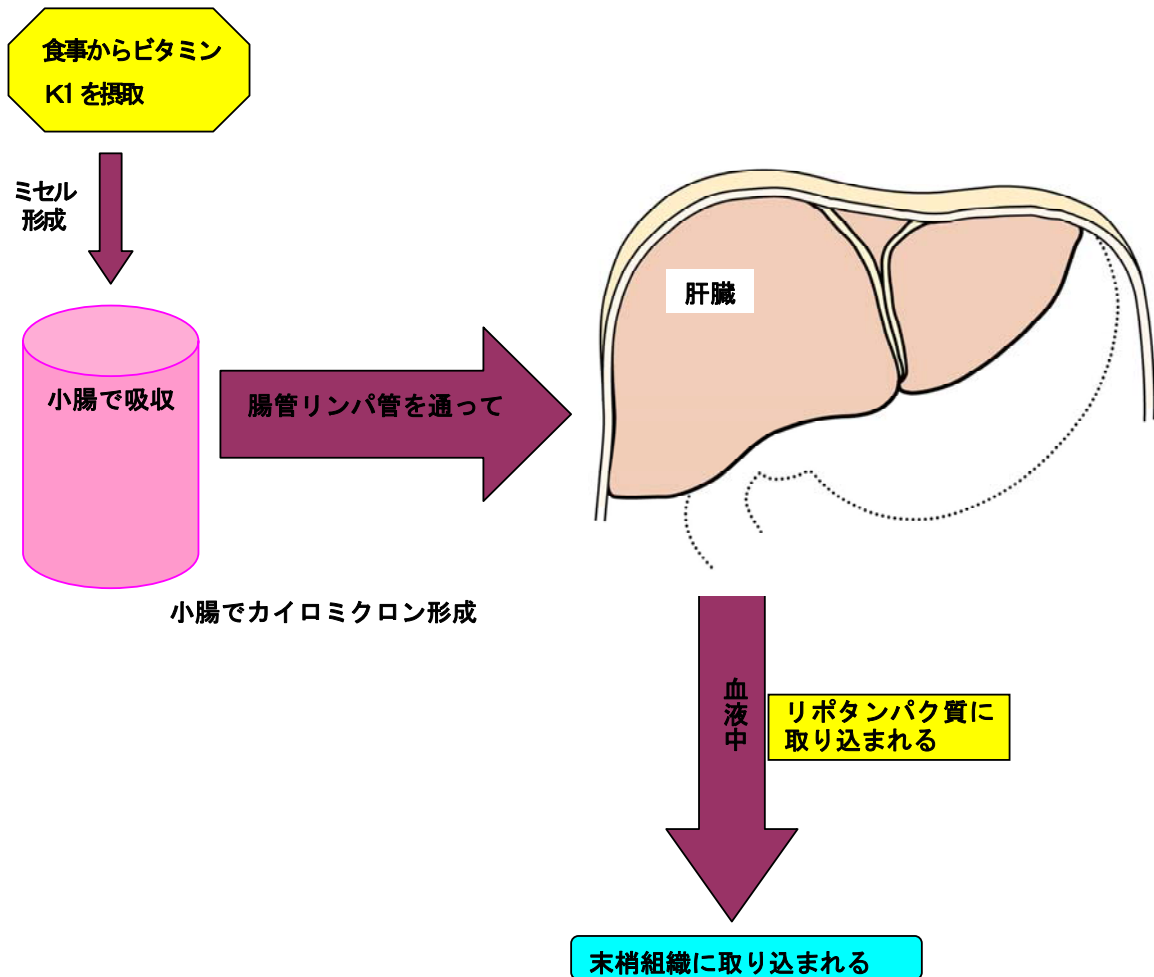 食事からビタミン
K1を摂取
ミセル
形成
小腸で吸収
腸管リンパ管を通って
肝臓
小腸でカイロミクロン形成
血液中
リポタンパク質に
取り込まれる
末梢組織に取り込まれる